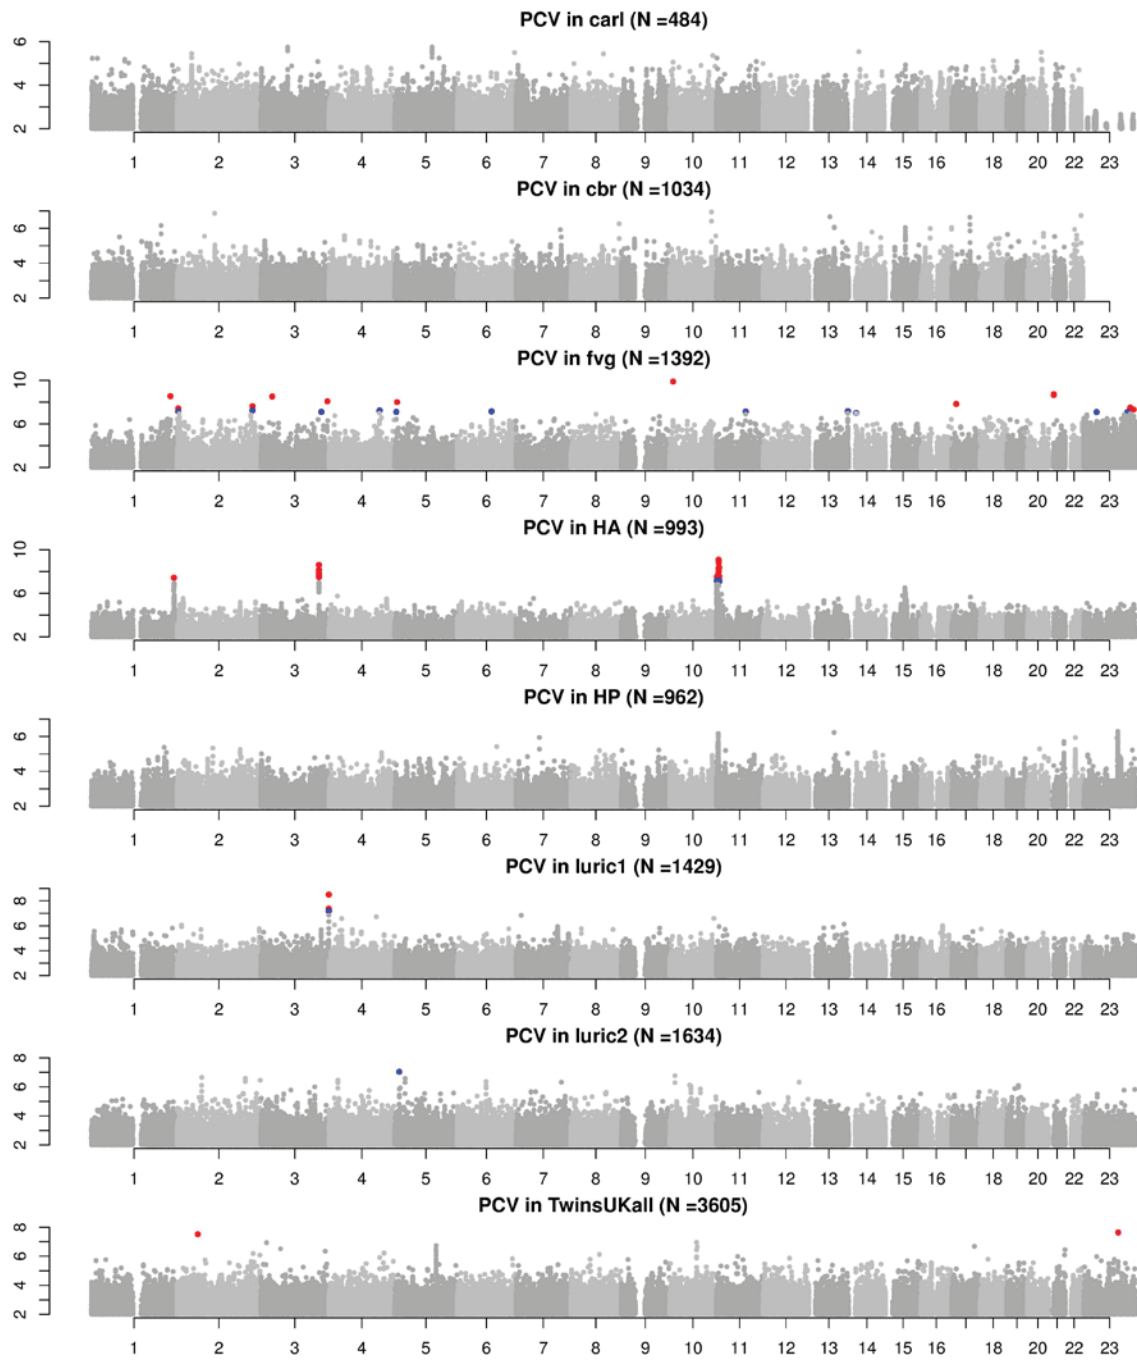 PCV in carl (N =484)
6
4
2
1 2 3 4 5 6 7 8 9 10 11 12 13 14 15 16 18 20 22 23
PCV in cbr (N =1034)
6
4
2
1 2 3 4 5 6 7 8 9 10 11 12 13 14 15 16 18 20 22 23
PCV in fvg (N =1392)
10
6
4
2
1 2 3 4 5 6 7 8 9 10 11 12 13 14 15 16 18 20 22 23
PCV in HA (N =993)
10
6
4
2
1 2 3 4 5 6 7 8 9 10 11 12 13 14 15 16 18 20 22 23
PCV in HP (N =962)
6
4
2
1 2 3 4 5 6 7 8 9 10 11 12 13 14 15 16 18 20 22 23
PCV in luric1 (N =1429)
8
6
4
2
1 2 3 4 5 6 7 8 9 10 11 12 13 14 15 16 18 20 22 23
PCV in luric2 (N =1634)
8
6
4
2
1 2 3 4 5 6 7 8 9 10 11 12 13 14 15 16 18 20 22 23
PCV in TwinsUKall (N =3605)
8
6
4
2
1 2 3 4 5 6 7 8 9 10 11 12 13 14 15 16 18 20 22 23